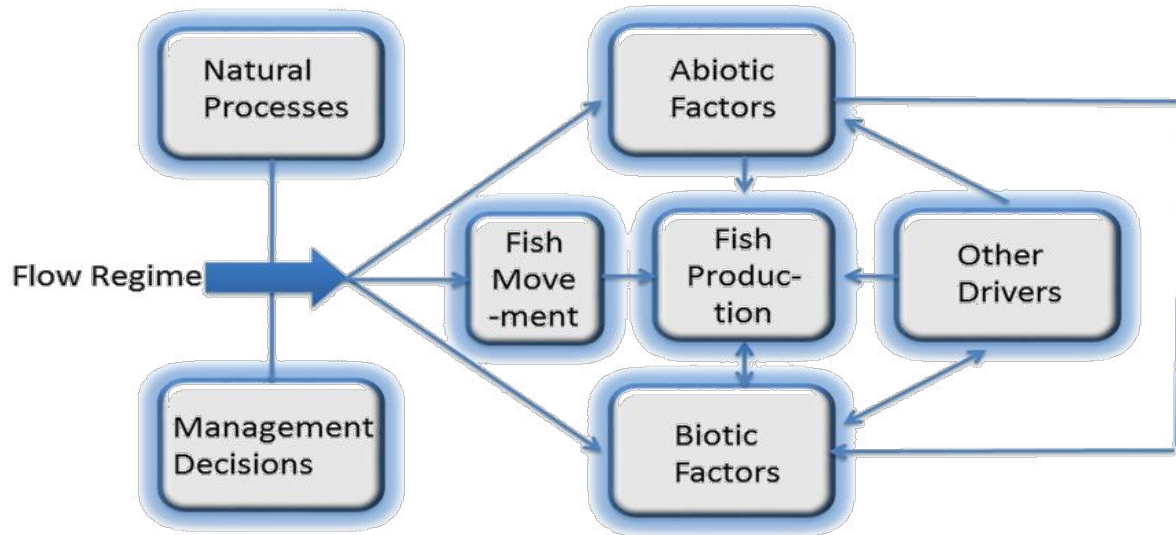 Natural
Processes
Abiotic
Factors
Flow Regime
Fish
Move
-ment
Fish
Produc-
tion
Other
Drivers
Management
Decisions
Biotic
Factors